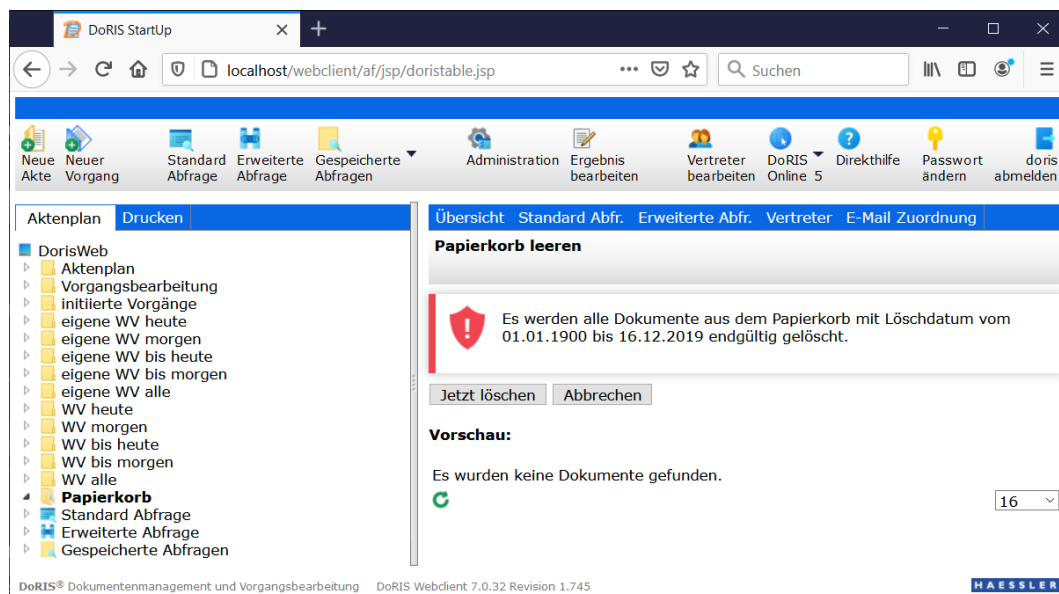 DoRIS StartUp
localhost/webclient/af/jsp/doristable.jsp
Suchen
Neue Akte
Neuer Vorgang
Standard Abfrage
Erweiterte Abfrage
Gespeicherte Abfragen
Administration
Ergebnis bearbeiten
Vertreter bearbeiten
DoRIS Online 5
Direkthilfe
Passwort ändern
doris abmelden
Aktenplan Drucken
DorisWeb
Aktenplan
Vorgangsbearbeitung
initiierte Vorgänge
eigene WV heute
eigene WV morgen
eigene WV bis heute
eigene WV bis morgen
eigene WV alle
WV heute
WV morgen
WV bis heute
WV bis morgen
WV alle
Papierkorb
Standard Abfrage
Erweiterte Abfrage
Gespeicherte Abfragen
Übersicht Standard Abfr. Erweiterte Abfr. Vertreter E-Mail Zuordnung
Papierkorb leeren
Es werden alle Dokumente aus dem Papierkorb mit Löschdatum vom
01.01.1900 bis 16.12.2019 endgültig gelöscht.
Jetzt löschen Abbrechen
Vorschau:
Es wurden keine Dokumente gefunden.
16
DoRIS® Dokumentenmanagement und Vorgangsbearbeitung DoRIS Webclient 7.0.32 Revision 1.745
HAESSLER